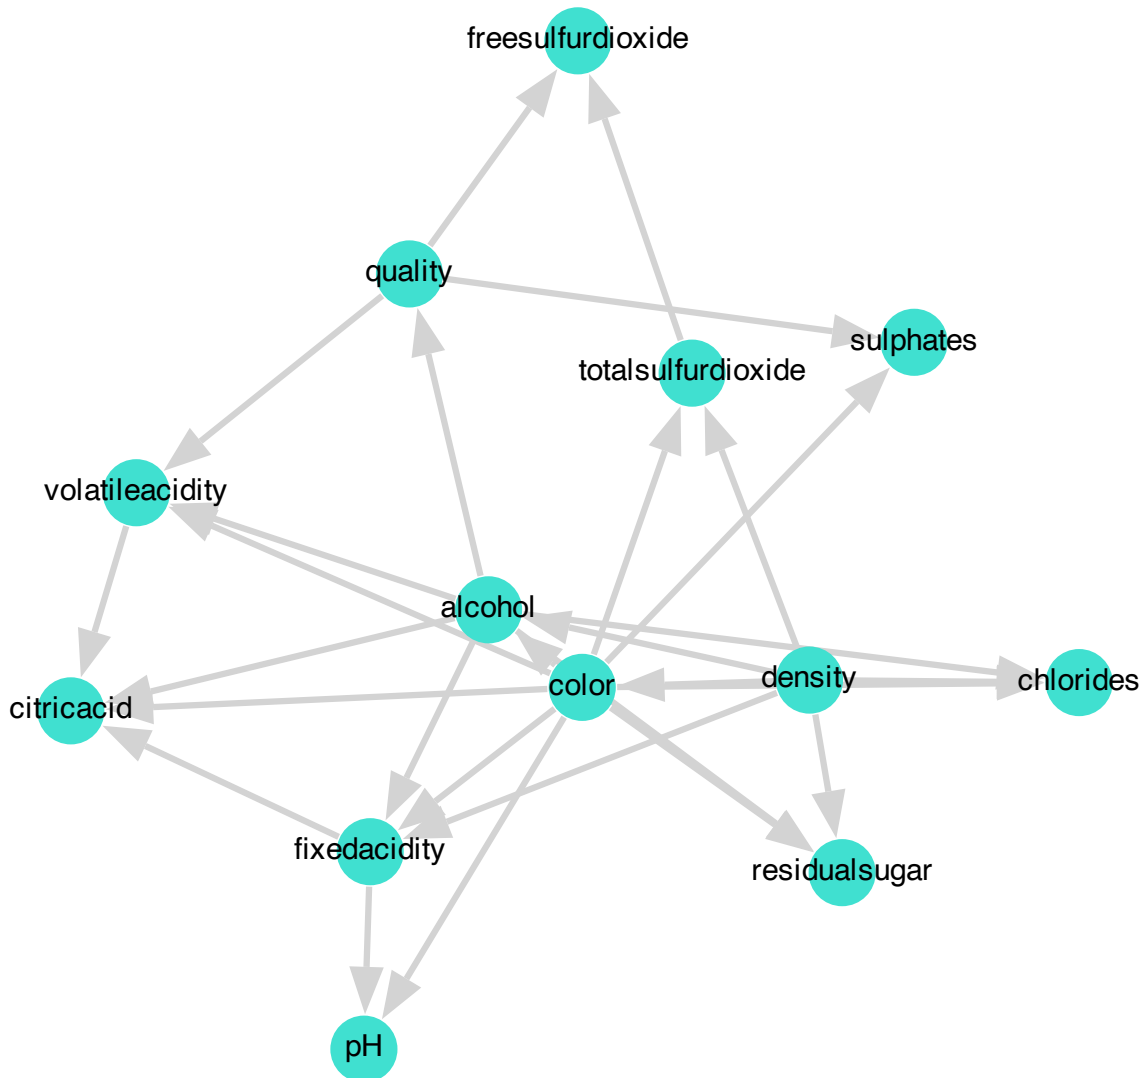 freesulfurdioxide
quality
sulphates
totalsulfurdioxide
volatileacidity
alcohol
density
chlorides
color
citricacid
fixedacidity
residualsugar
pH